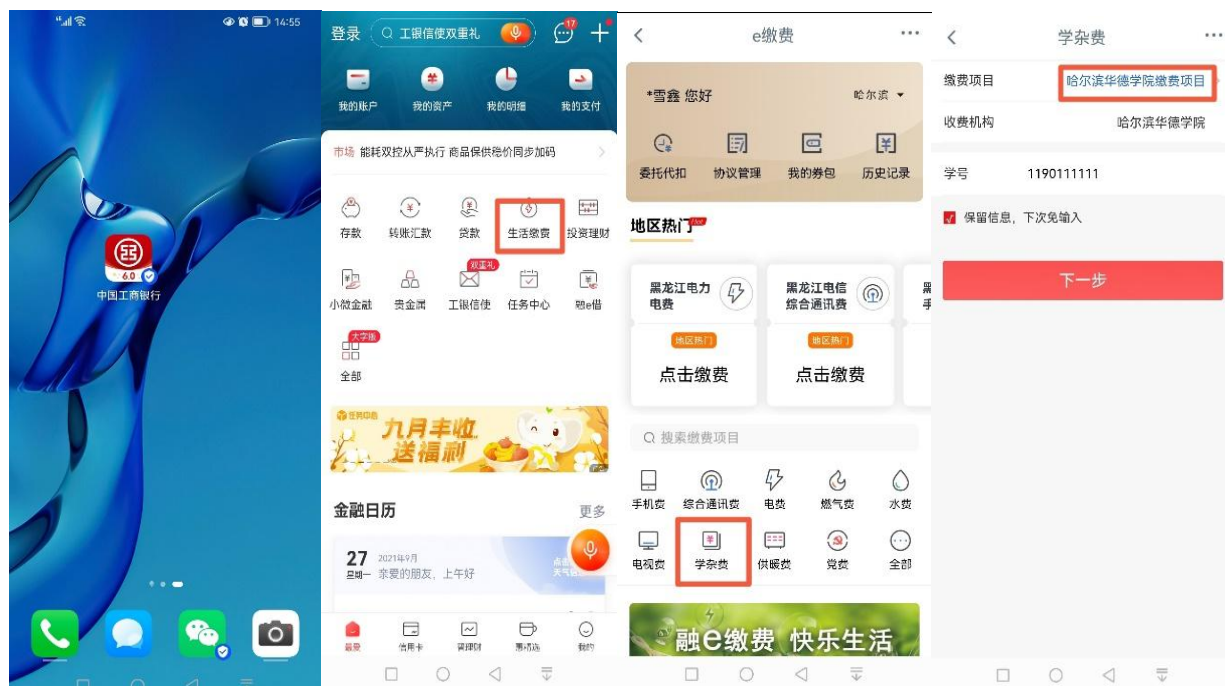 14:55
6.0
中国工商银行
登录
工银信使双重礼
17
我的账户
我的资产
我的明细
我的支付
市场 能耗双控从严执行 商品保供稳价同步加码
存款
转账汇款
贷款
生活缴费
投资理财
双重礼
小微金融
贵金属
工银信使
任务中心
融e借
大字版
全部
任务中心
九月丰收
送福利
金融日历
更多
27
2021年9月
星期一
亲爱的朋友,上午好
最爱
信用卡
惠精选
我的
e缴费
*雪鑫 您好
哈尔滨
委托代扣
协议管理
我的券包
历史记录
地区热门
Hot
黑龙江电力
电费
地区热门
点击缴费
黑龙江电信
综合通讯费
地区热门
点击缴费
黑
手
搜索缴费项目
手机费
综合通讯费
电费
燃气费
水费
电视费
学杂费
供暖费
党费
全部
融e缴费 快乐生活
学杂费
缴费项目
哈尔滨华德学院缴费项目
收费机构
哈尔滨华德学院
学号
1190111111
保留信息,下次免输入
下一步